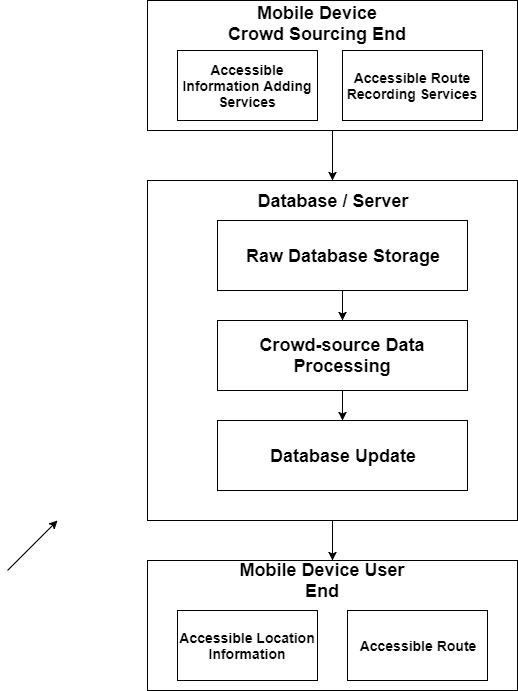 Mobile Device
Crowd Sourcing End
Accessible
Information Adding
Services
Accessible Route
Recording Services
Database / Server
Raw Database Storage
Crowd-source Data
Processing
Database Update
Mobile Device User
End
Accessible Location
Information
Accessible Route